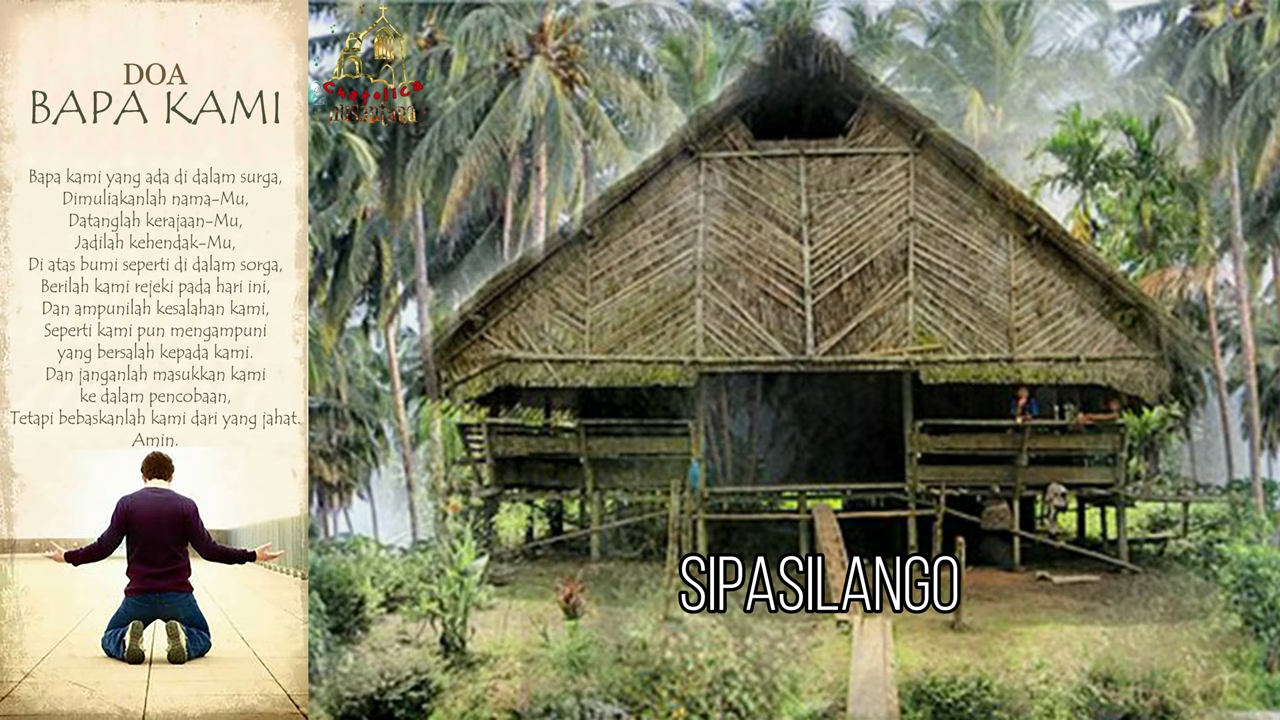 DOA
BAPA KAMI
Bapa kami yang ada di dalam surga,
Dimuliakanlah nama-Mu,
Datanglah kerajaan-Mu,
Jadilah kehendak-Mu,
Di atas bumi seperti di dalam sorga,
Berilah kami rejeki pada hari ini,
Dan ampunilah kesalahan kami,
Seperti kami pun mengampuni
yang bersalah kepada kami.
Dan janganlah masukkan kami
ke dalam pencobaan,
Tetapi bebaskanlah kami dari yang jahat.
Amin.
Chatolica
SIPASILANGO